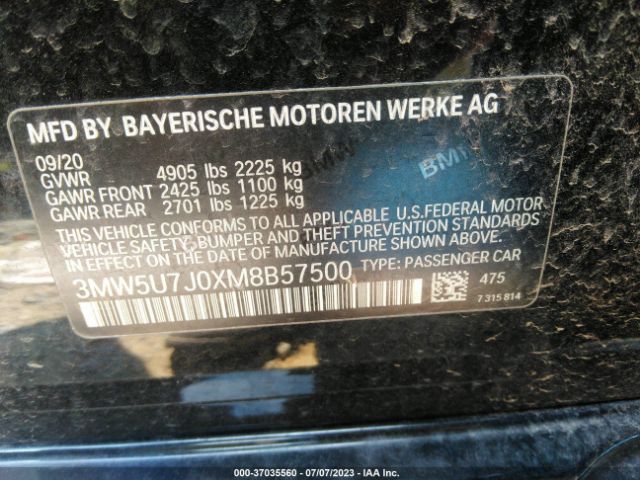 MFD BY BAYERISCHE MOTOREN WERKE AG
09/20
GVWR 4905 lbs 2225 kg
GAWR FRONT 2425 lbs 1100 kg
GAWR REAR 2701 lbs 1225 kg
THIS VEHICLE CONFORMS TO ALL APPLICABLE U.S.FEDERAL MOTOR
VEHICLE SAFETY, BUMPER AND THEFT PREVENTION STANDARDS
IN EFFECT ON THE DATE OF MANUFACTURE SHOWN ABOVE.
3MW5U7J0XM8B57500 TYPE: PASSENGER CAR
475
7 315 814
BMW
BMW
000-37035560 - 07/07/2023 - IAA Inc.